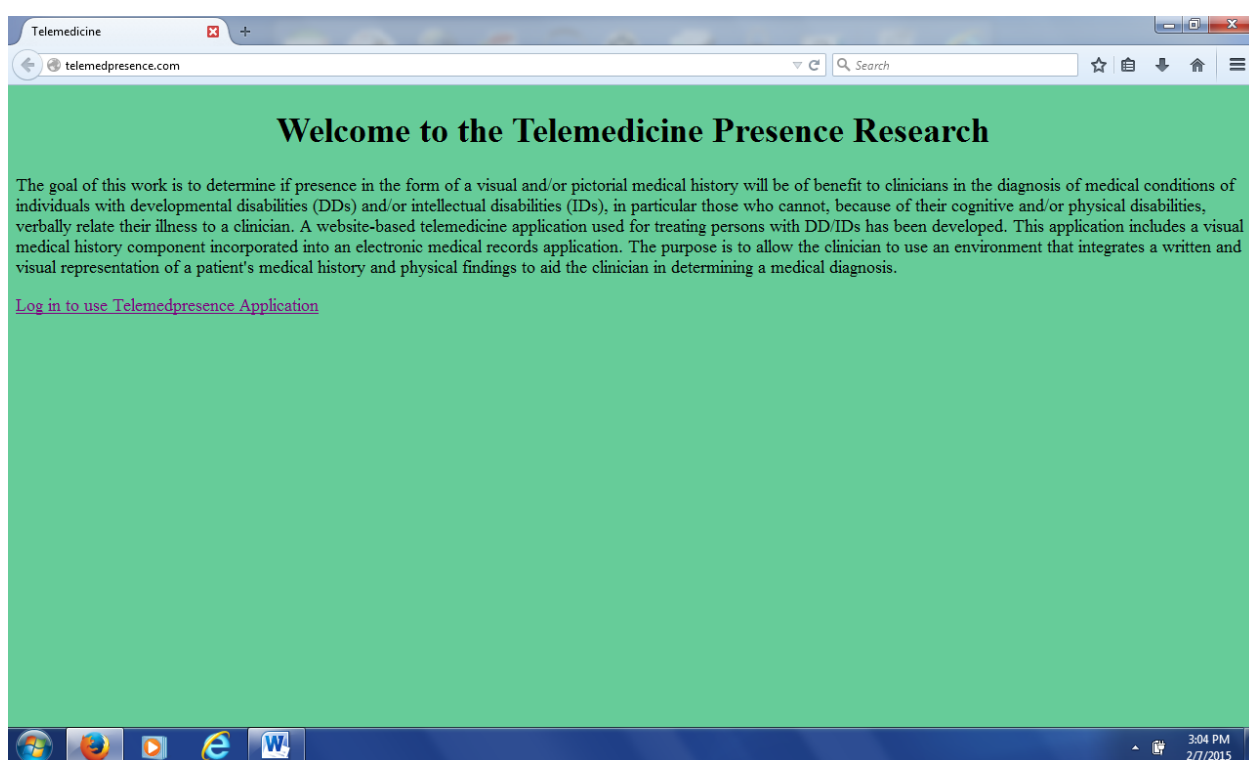 Telemedicine
telemedpresence.com
Search
Welcome to the Telemedicine Presence Research
The goal of this work is to determine if presence in the form of a visual and/or pictorial medical history will be of benefit to clinicians in the diagnosis of medical conditions of
individuals with developmental disabilities (DDs) and/or intellectual disabilities (IDs), in particular those who cannot, because of their cognitive and/or physical disabilities,
verbally relate their illness to a clinician. A website-based telemedicine application used for treating persons with DD/IDs has been developed. This application includes a visual
medical history component incorporated into an electronic medical records application. The purpose is to allow the clinician to use an environment that integrates a written and
visual representation of a patient's medical history and physical findings to aid the clinician in determining a medical diagnosis.
Log in to use Telemedpresence Application
3:04 PM
2/7/2015